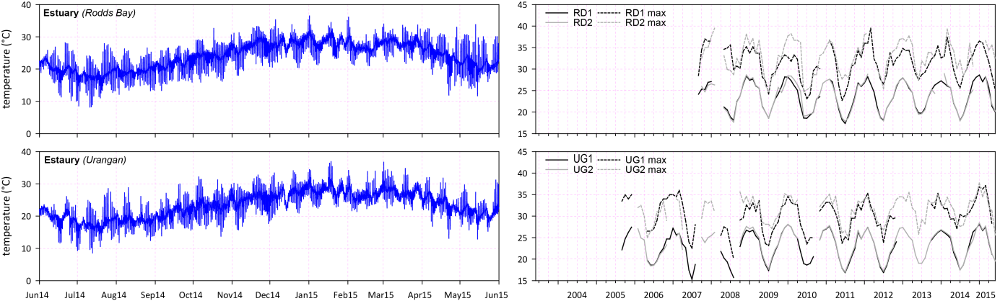 Estuary (Rodds Bay)
temperature (°C)
40
30
20
10
0
RD1 RD1 max
RD2 RD2 max
45
40
35
30
25
20
15
Estaury (Urangan)
temperature (°C)
40
30
20
10
0
Jun14 Jul14 Aug14 Sep14 Oct14 Nov14 Dec14 Jan15 Feb15 Mar15 Apr15 May15 Jun15
UG1 UG1 max
UG2 UG2 max
45
40
35
30
25
20
15
2004 2005 2006 2007 2008 2009 2010 2011 2012 2013 2014 2015